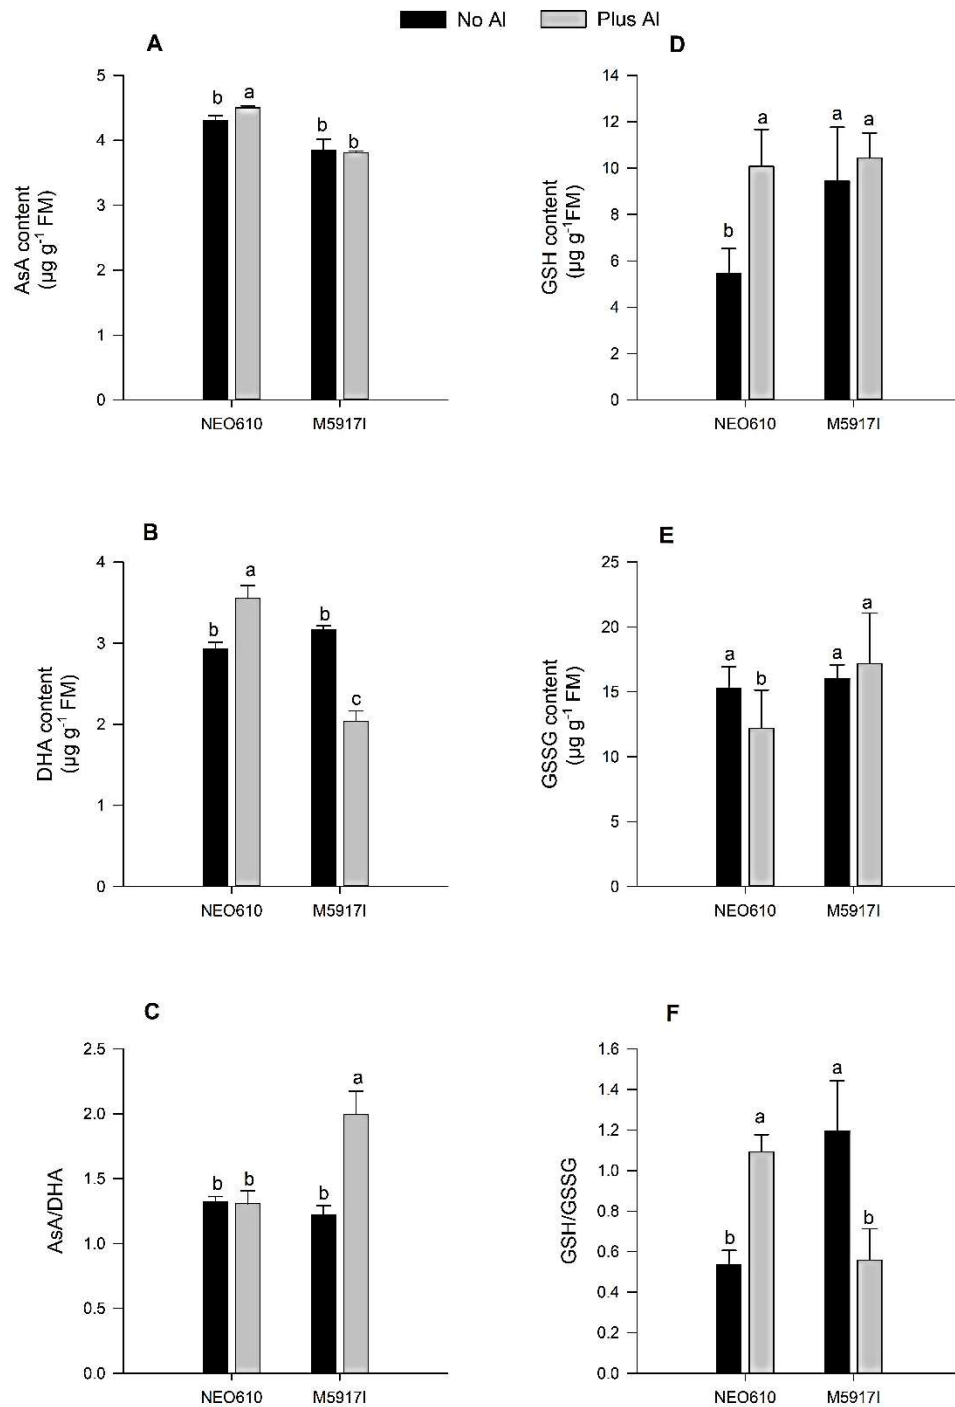 No Al
Plus Al
A
AsA content
(µg g⁻¹ FM)
5
4
3
2
1
0
b
a
b
b
NEO610
M5917I
D
GSH content
(µg g⁻¹FM)
14
12
10
8
6
4
2
0
b
a
a
a
NEO610
M5917I
B
DHA content
(µg g⁻¹ FM)
4
3
2
1
0
b
a
b
c
NEO610
M5917I
E
GSSG content
(µg g⁻¹ FM)
25
20
15
10
5
0
a
b
a
a
NEO610
M5917I
C
AsA/DHA
2.5
2.0
1.5
1.0
0.5
0.0
b
b
b
a
NEO610
M5917I
F
GSH/GSSG
1.6
1.4
1.2
1.0
0.8
0.6
0.4
0.2
0.0
b
a
a
b
NEO610
M5917I